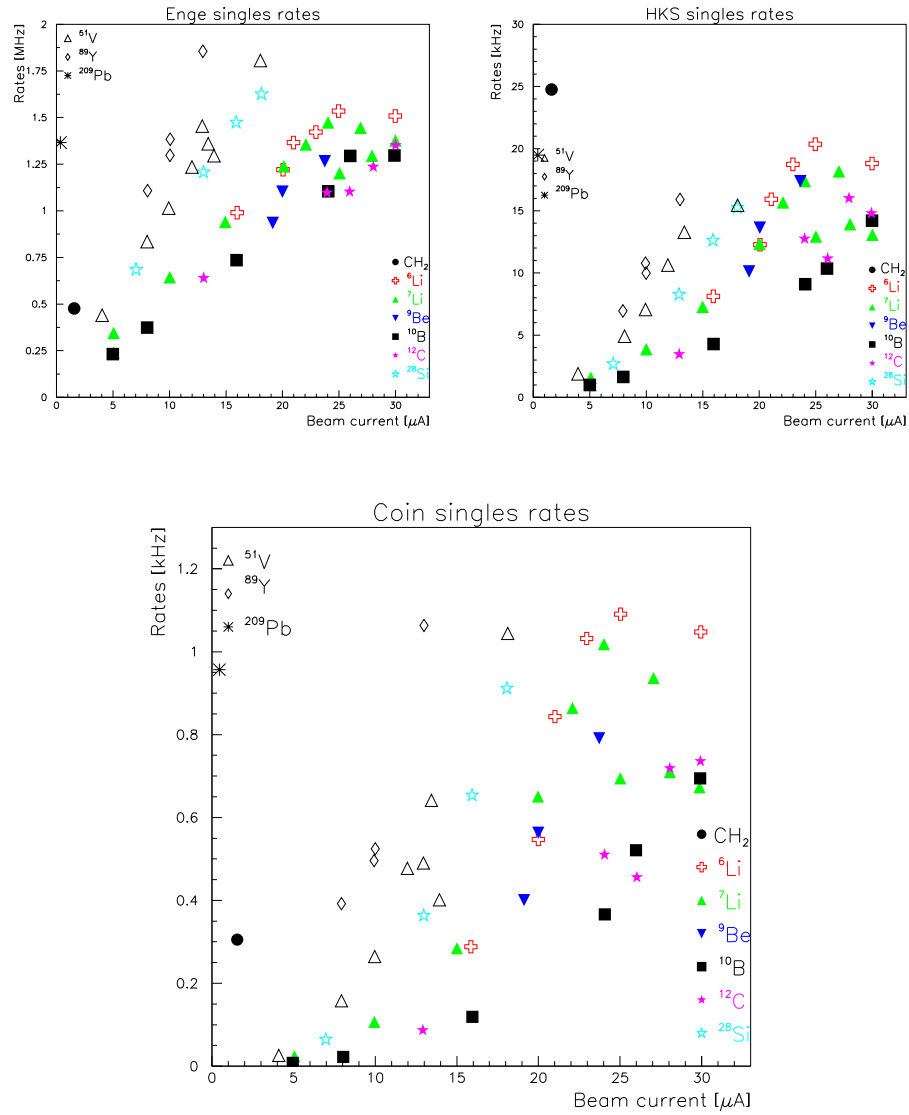 Enge singles rates
Rates [MHz]
2
1.75
1.5
1.25
1
0.75
0.5
0.25
0
0 5 10 15 20 25 30
Beam current [μA]
⁵¹V
⁸⁹Y
²⁰⁹Pb
CH₂
⁶Li
⁷Li
⁹Be
¹⁰B
¹²C
²⁸Si
HKS singles rates
Rates [kHz]
30
25
20
15
10
5
0
0 5 10 15 20 25 30
Beam current [μA]
⁵¹V
⁸⁹Y
²⁰⁹Pb
CH₂
⁶Li
⁷Li
⁹Be
¹⁰B
¹²C
²⁸Si
Coin singles rates
Rates [kHz]
1.2
1
0.8
0.6
0.4
0.2
0
0 5 10 15 20 25 30
Beam current [μA]
⁵¹V
⁸⁹Y
²⁰⁹Pb
CH₂
⁶Li
⁷Li
⁹Be
¹⁰B
¹²C
²⁸Si